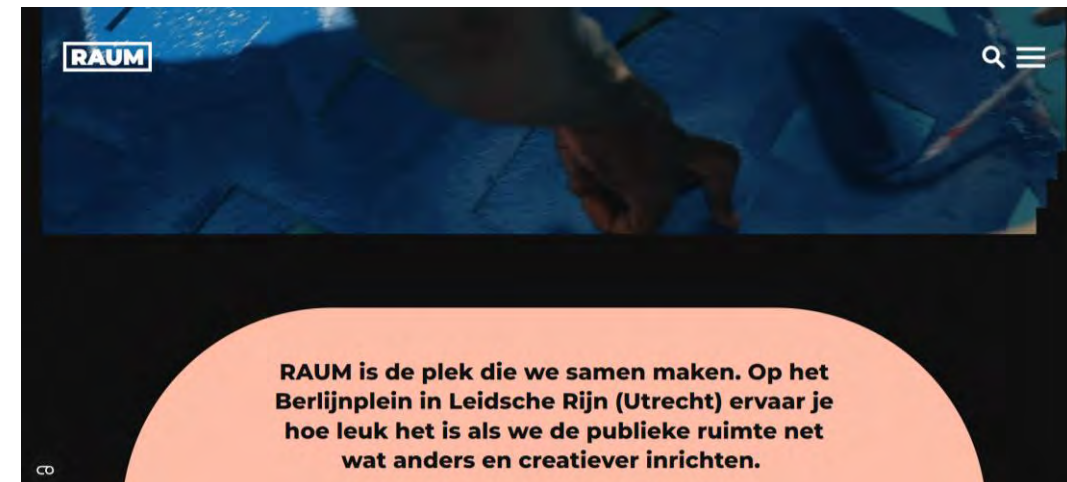 RAUM
RAUM is de plek die we samen maken. Op het
Berlijnplein in Leidsche Rijn (Utrecht) ervaar je
hoe leuk het is als we de publieke ruimte net
wat anders en creatiever inrichten.